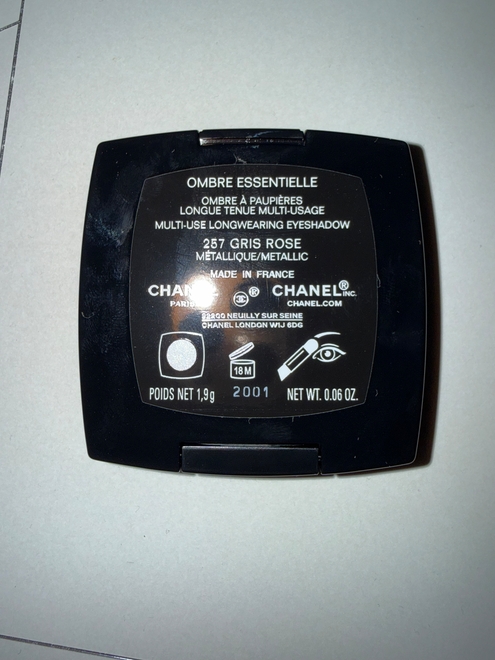 OMBRE ESSENTIELLE
OMBRE À PAUPIÈRES
LONGUE TENUE MULTI-USAGE
MULTI-USE LONGWEARING EYESHADOW
257 GRIS ROSE
MÉTALLIQUE/METALLIC
MADE IN FRANCE
CHANEL ® CHANEL®
PARIS INC.
CHANEL.COM
92200 NEUILLY SUR SEINE
CHANEL LONDON W1J 6DG
18 M
POIDS NET 1,9g 2001 NET WT. 0.06 OZ.